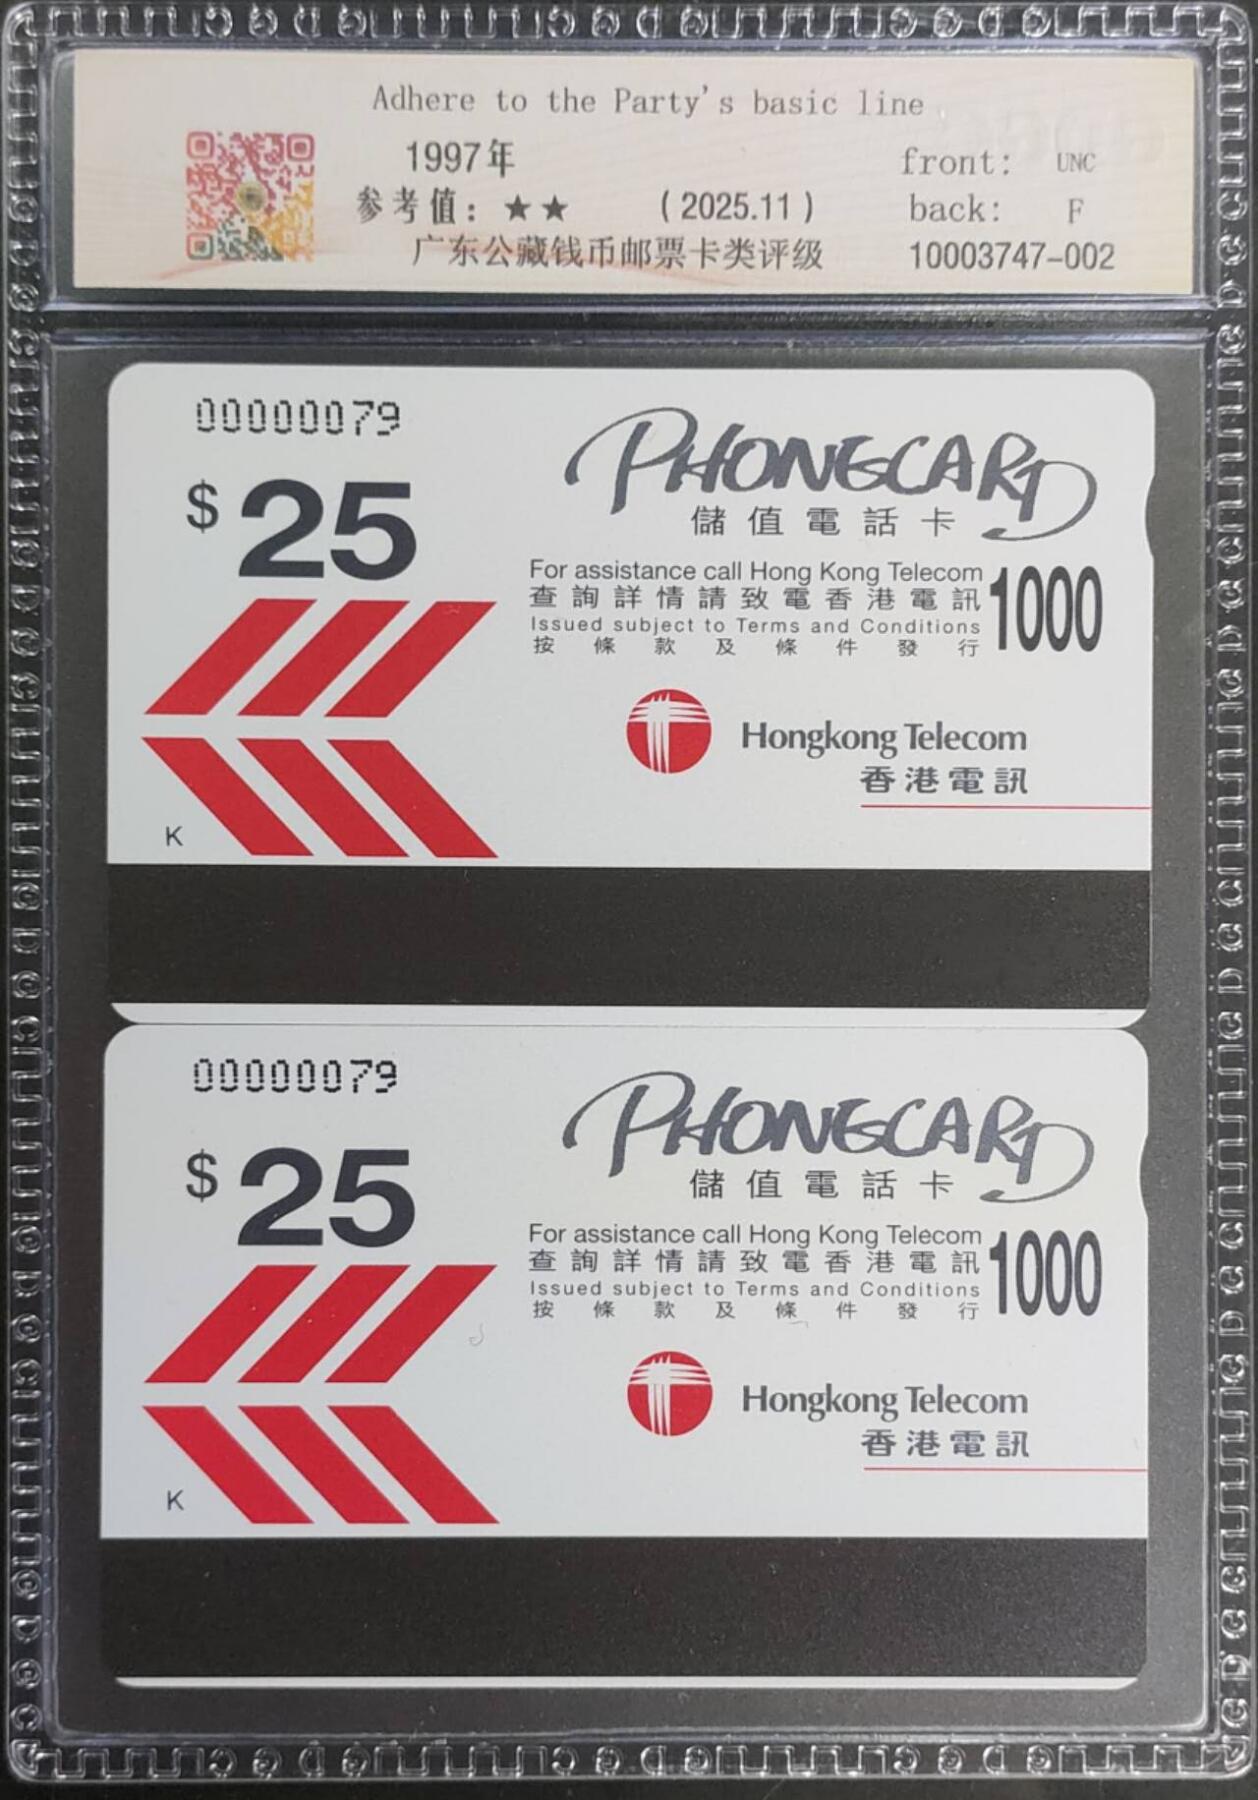 Adhere to the Party's basic line
1997年
front: UNC
参考值: ★★ (2025.11)
back: F
广东公藏钱币邮票卡类评级
10003747-002
00000079
$25
PHONECARD
儲值電話卡
For assistance call Hong Kong Telecom
查詢詳情請致電香港電訊
1000
Issued subject to Terms and Conditions
按條款及條件發行
Hongkong Telecom
香港電訊
K
00000079
$25
PHONECARD
儲值電話卡
For assistance call Hong Kong Telecom
查詢詳情請致電香港電訊
1000
Issued subject to Terms and Conditions
按條款及條件發行
Hongkong Telecom
香港電訊
K